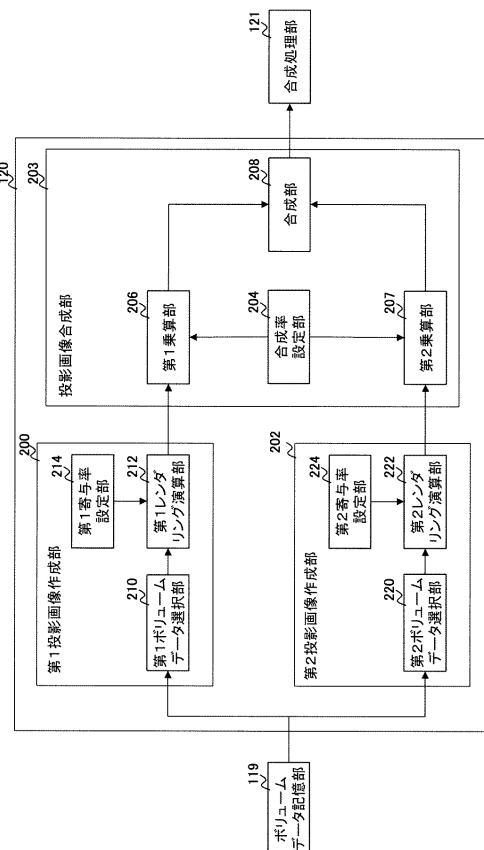 120
119
ボリューム
データ記憶部
200
第1投影画像作成部
210
第1ボリューム
データ選択部
212
第1レンダ
リング演算部
214
第1寄与率
設定部
202
第2投影画像作成部
220
第2ボリューム
データ選択部
222
第2レンダ
リング演算部
224
第2寄与率
設定部
203
投影画像合成部
206
第1乗算部
204
合成率
設定部
207
第2乗算部
208
合成部
121
合成処理部